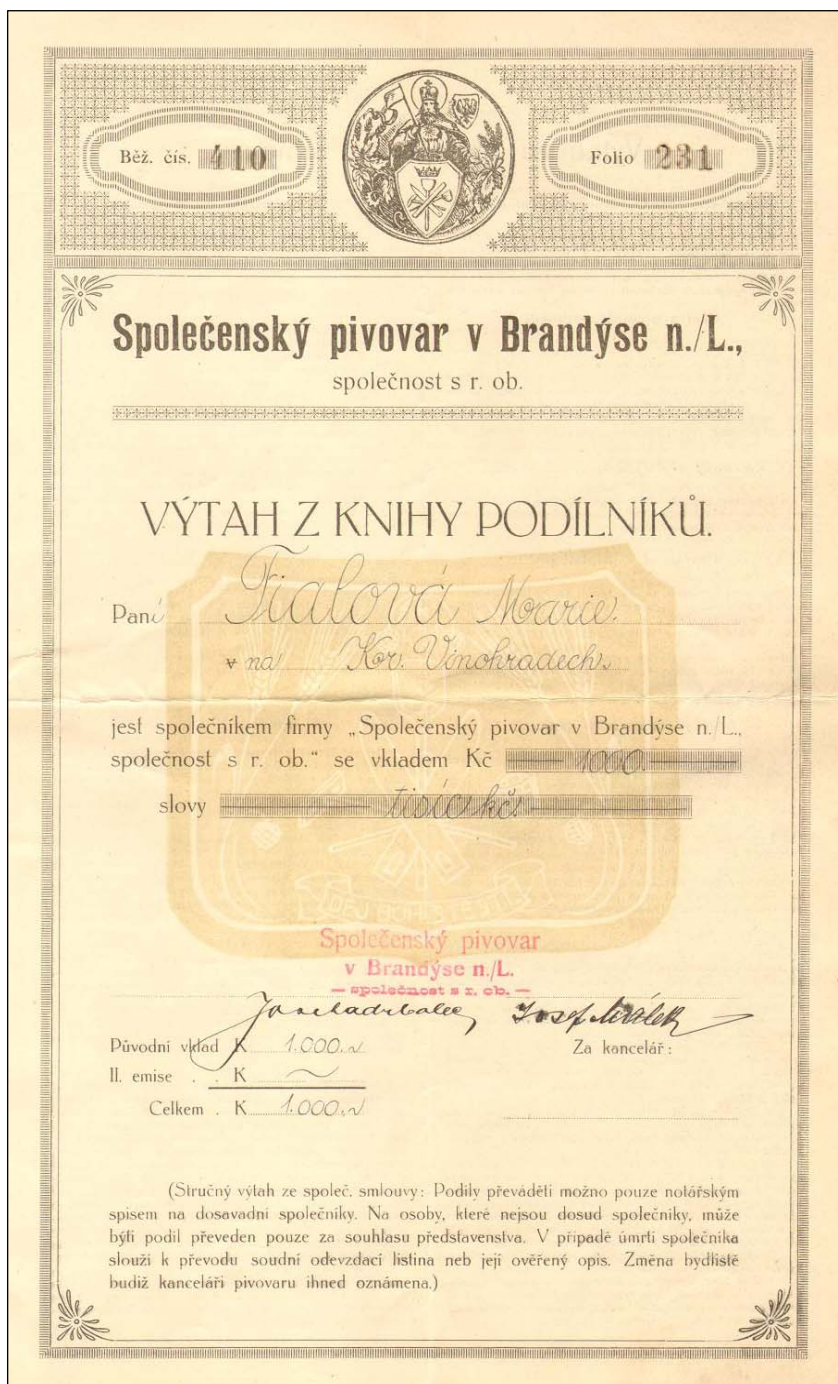 Běž. čís. 410
Folio 231
Společenský pivovar v Brandýse n./L.,
společnost s r. ob.
VÝTAH Z KNIHY PODÍLNÍKŮ.
Paní Fialová Marie.
v na Kr. Vinohradech.
jest společníkem firmy „Společenský pivovar v Brandýse n./L.,
společnost s r. ob.“ se vkladem Kč 1000
slovy tisíc kč
DEJ BŮH ŠTĚSTÍ
Společenský pivovar
v Brandýse n./L.
— společnost s r. ob. —
Josef
Původní vklad K 1.000.~
Za kancelář:
II. emise . . K ~
Celkem . K 1.000.~
(Stručný výtah ze společ. smlouvy: Podíly převáděti možno pouze notářským
spisem na dosavadní společníky. Na osoby, které nejsou dosud společníky, může
býti podíl převeden pouze za souhlasu představenstva. V případě úmrtí společníka
slouží k převodu soudní odevzdací listina neb její ověřený opis. Změna bydliště
budiž kanceláři pivovaru ihned oznámena.)